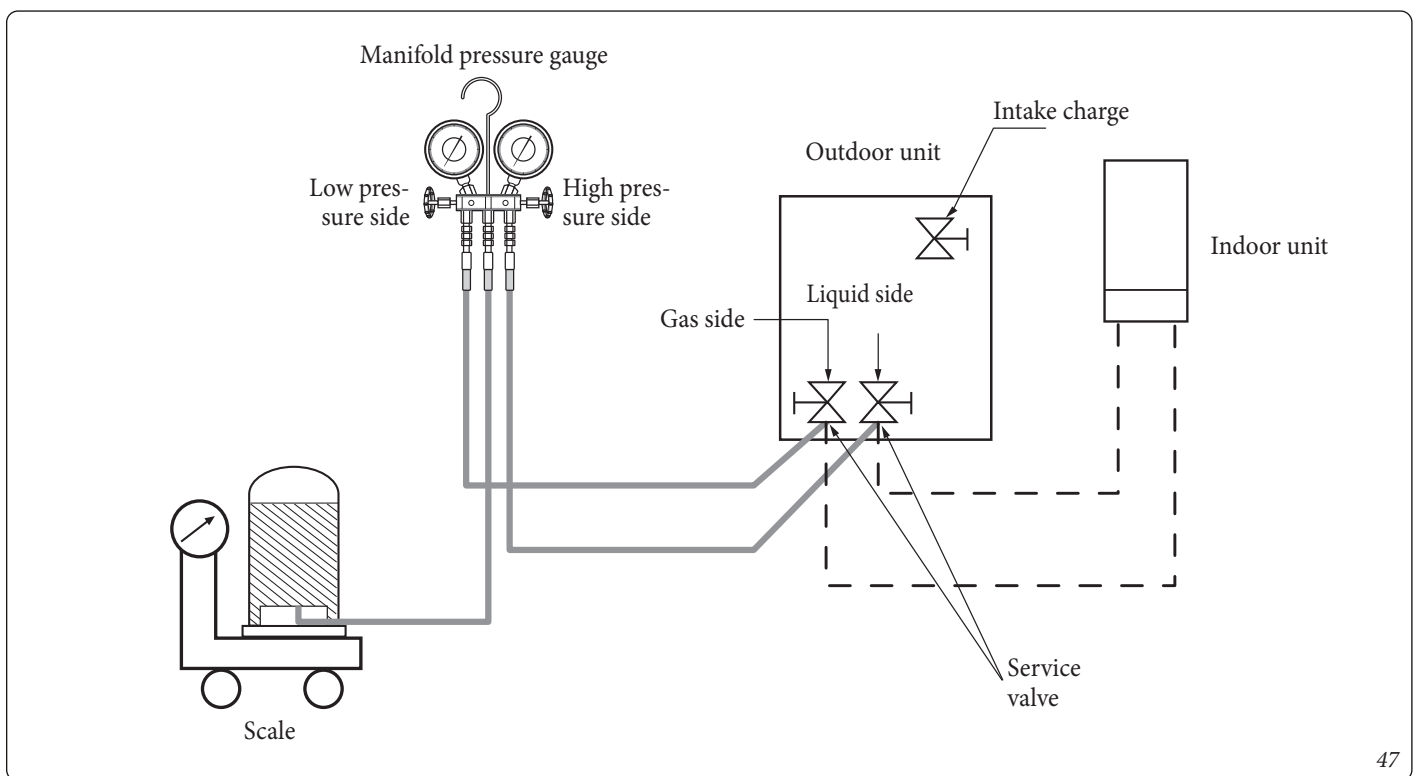 Manifold pressure gauge
Intake charge
Outdoor unit
Low pres-
sure side
High pres-
sure side
Indoor unit
Liquid side
Gas side
Service
valve
Scale
47